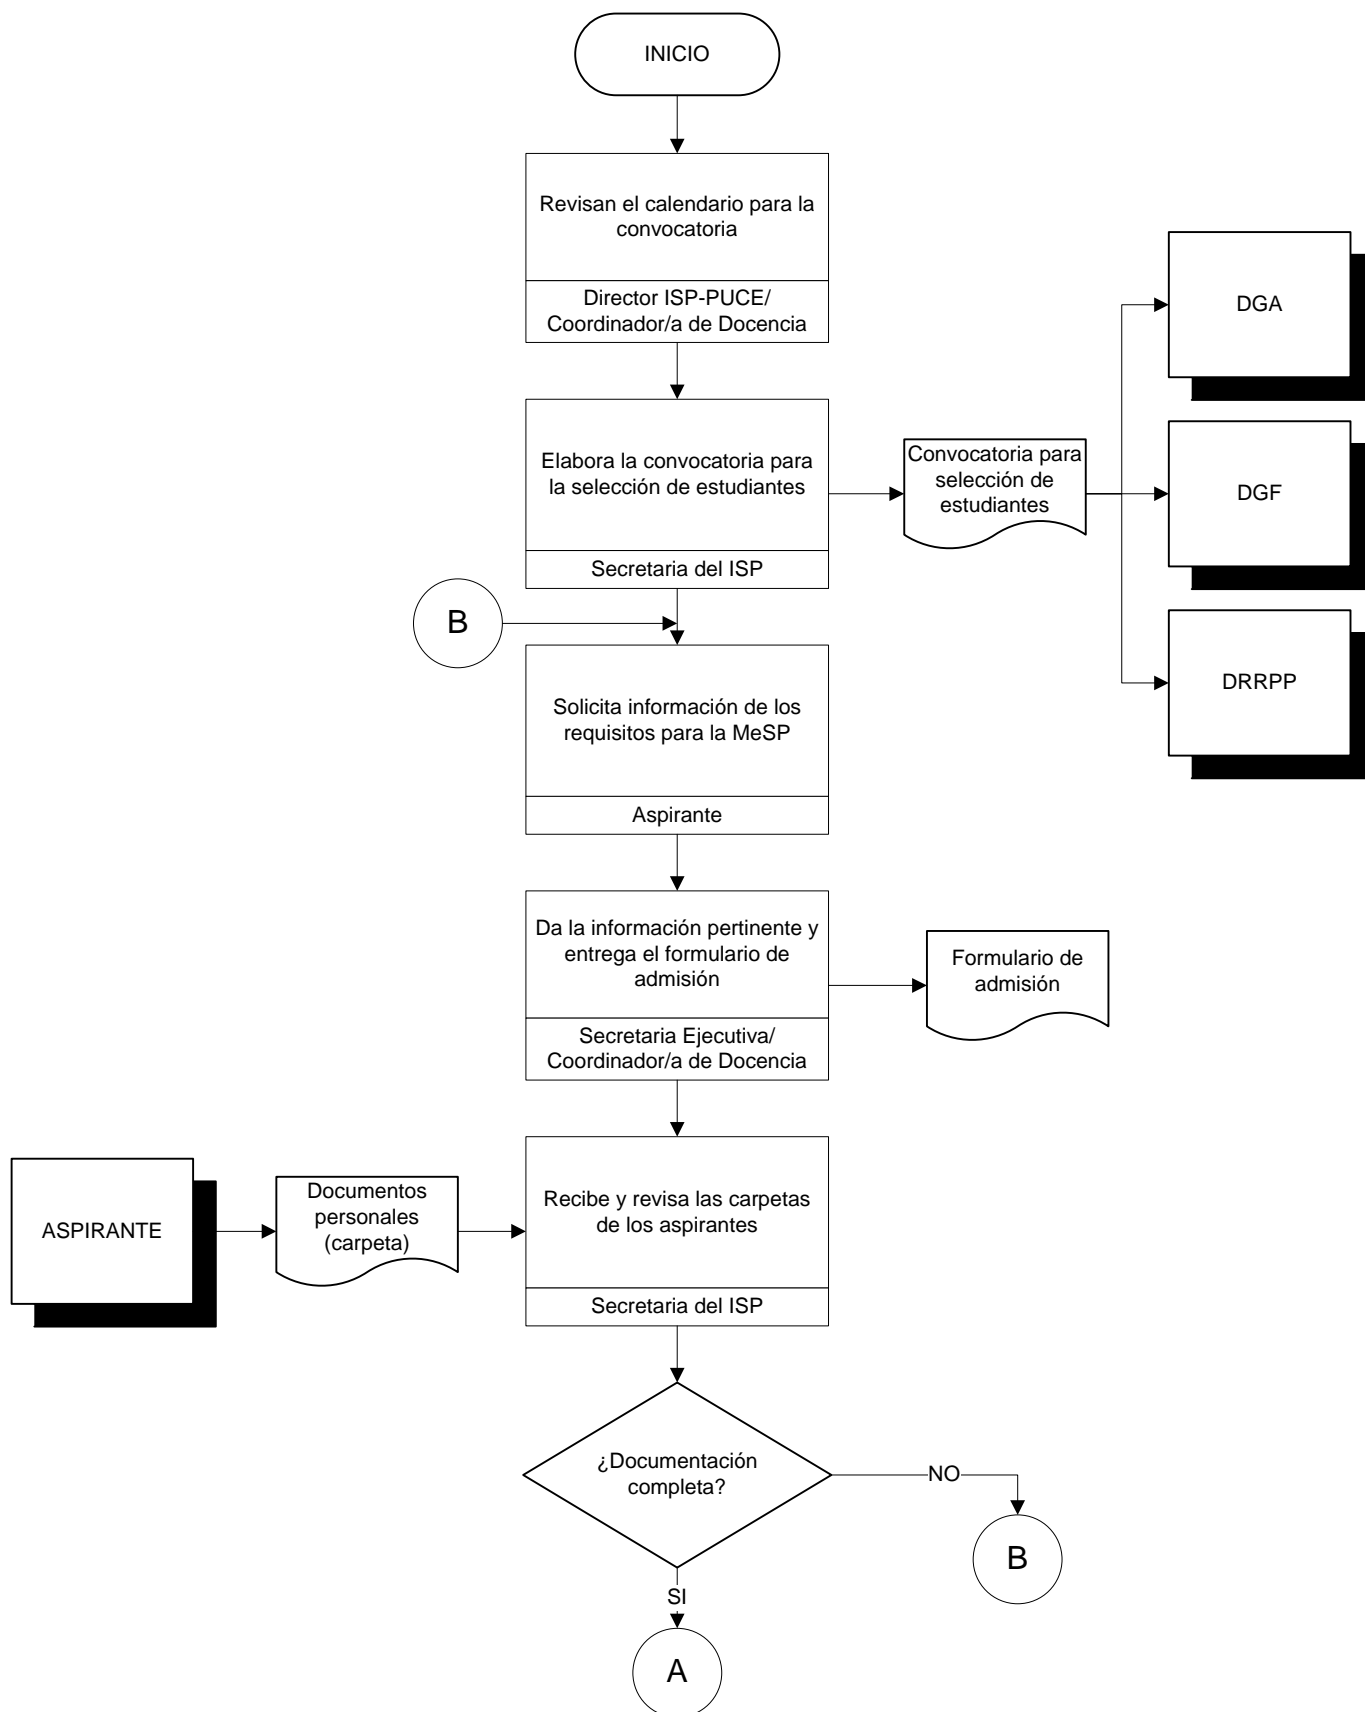 INICIO
Revisan el calendario para la
convocatoria
Director ISP-PUCE/
Coordinador/a de Docencia
DGA
Elabora la convocatoria para
la selección de estudiantes
Secretaria del ISP
Convocatoria para
selección de
estudiantes
DGF
B
DRRPP
Solicita información de los
requisitos para la MeSP
Aspirante
Da la información pertinente y
entrega el formulario de
admisión
Secretaria Ejecutiva/
Coordinador/a de Docencia
Formulario de
admisión
ASPIRANTE
Documentos
personales
(carpeta)
Recibe y revisa las carpetas
de los aspirantes
Secretaria del ISP
¿Documentación
completa?
NO
B
SI
A